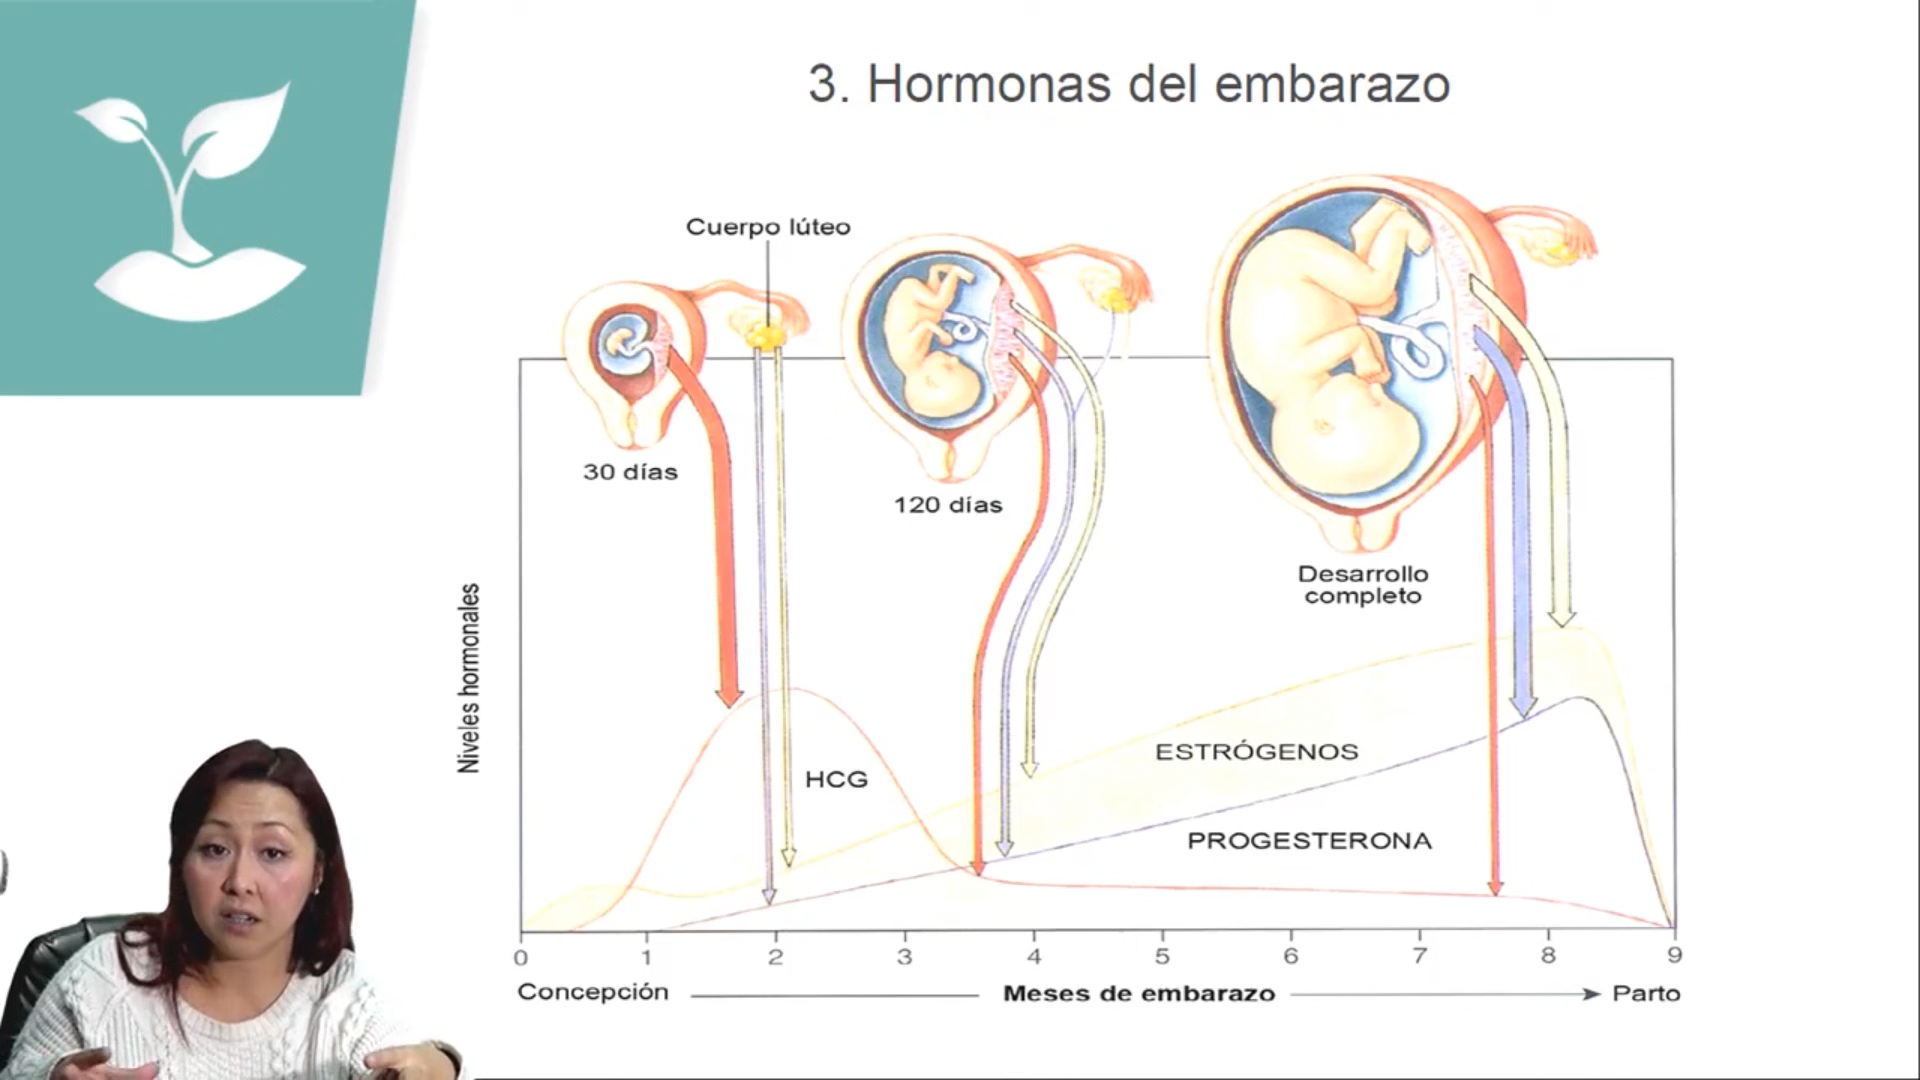 3. Hormonas del embarazo
Cuerpo lúteo
30 días
120 días
Desarrollo
completo
Niveles hormonales
HCG
ESTRÓGENOS
PROGESTERONA
0 1 2 3 4 5 6 7 8 9
Concepción Meses de embarazo Parto